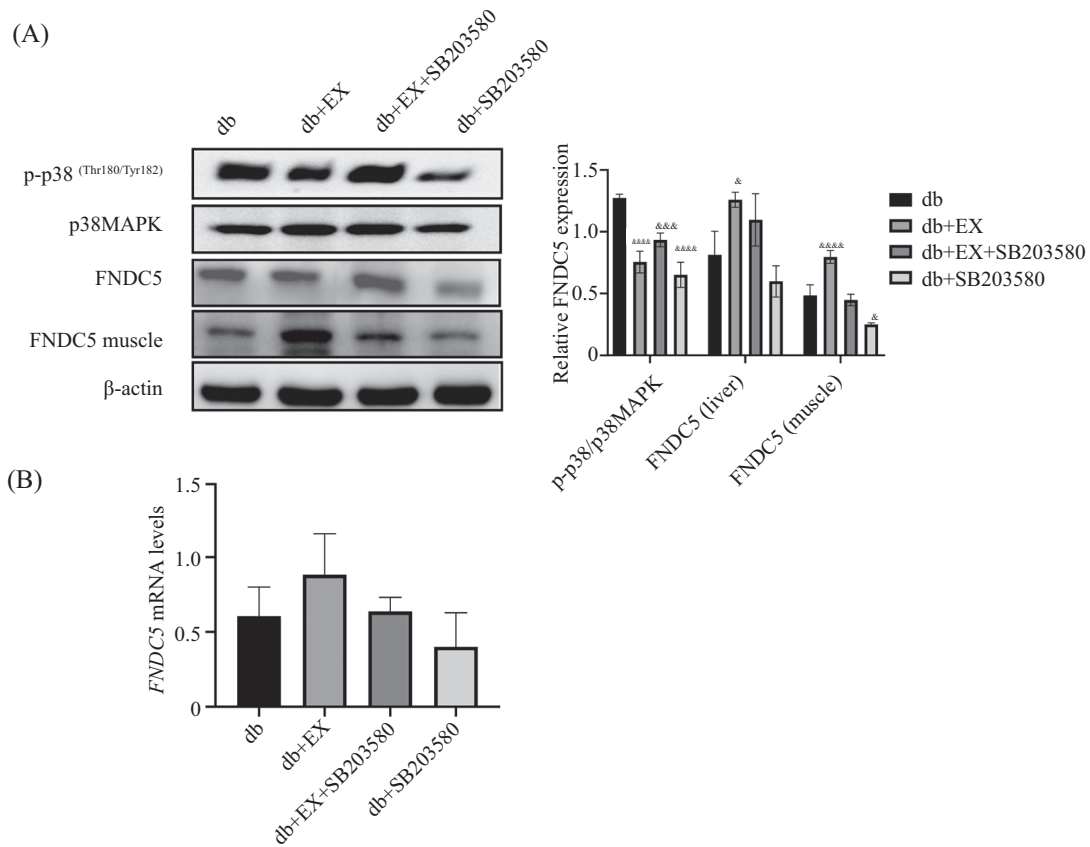 (A)
db
db+EX
db+EX+SB203580
db+SB203580
p-p38 (Thr180/Tyr182)
p38MAPK
FNDC5
FNDC5 muscle
β-actin
Relative FNDC5 expression
1.5
1.0
0.5
0
&&&&
&&&
&&&&
&
&&&&
&
p-p38/p38MAPK
FNDC5 (liver)
FNDC5 (muscle)
db
db+EX
db+EX+SB203580
db+SB203580
(B)
FNDC5 mRNA levels
1.5
1.0
0.5
0
db
db+EX
db+EX+SB203580
db+SB203580